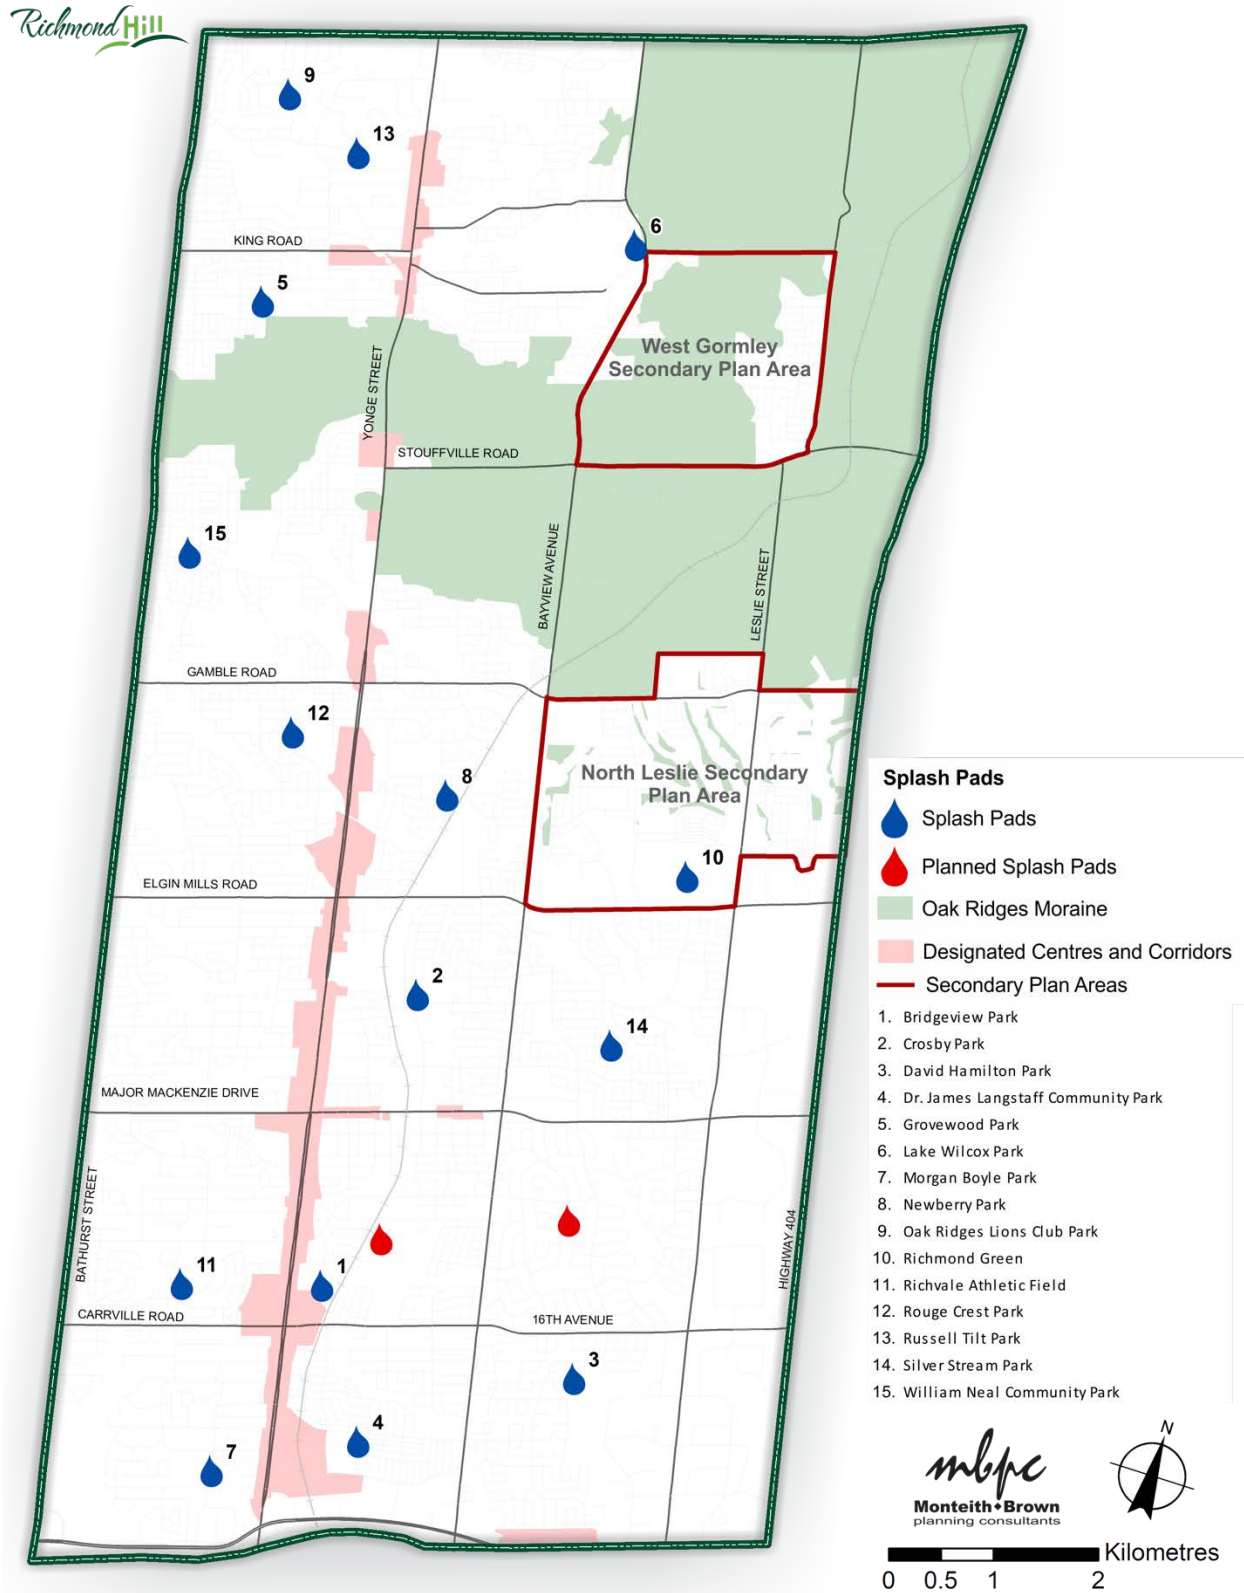 Richmond Hill
9
13
6
KING ROAD
5
West Gormley
Secondary Plan Area
YONGE STREET
STOUFFVILLE ROAD
15
BAYVIEW AVENUE
LESLIE STREET
GAMBLE ROAD
12
8
North Leslie Secondary
Plan Area
10
ELGIN MILLS ROAD
2
14
MAJOR MACKENZIE DRIVE
BATHURST STREET
HIGHWAY 404
11
1
CARRVILLE ROAD
16TH AVENUE
3
4
7
Splash Pads
Splash Pads
Planned Splash Pads
Oak Ridges Moraine
Designated Centres and Corridors
Secondary Plan Areas
1. Bridgeview Park
2. Crosby Park
3. David Hamilton Park
4. Dr. James Langstaff Community Park
5. Grovewood Park
6. Lake Wilcox Park
7. Morgan Boyle Park
8. Newberry Park
9. Oak Ridges Lions Club Park
10. Richmond Green
11. Richvale Athletic Field
12. Rouge Crest Park
13. Russell Tilt Park
14. Silver Stream Park
15. William Neal Community Park
mbpc
Monteith♦Brown
planning consultants
N
Kilometres
0 0.5 1 2